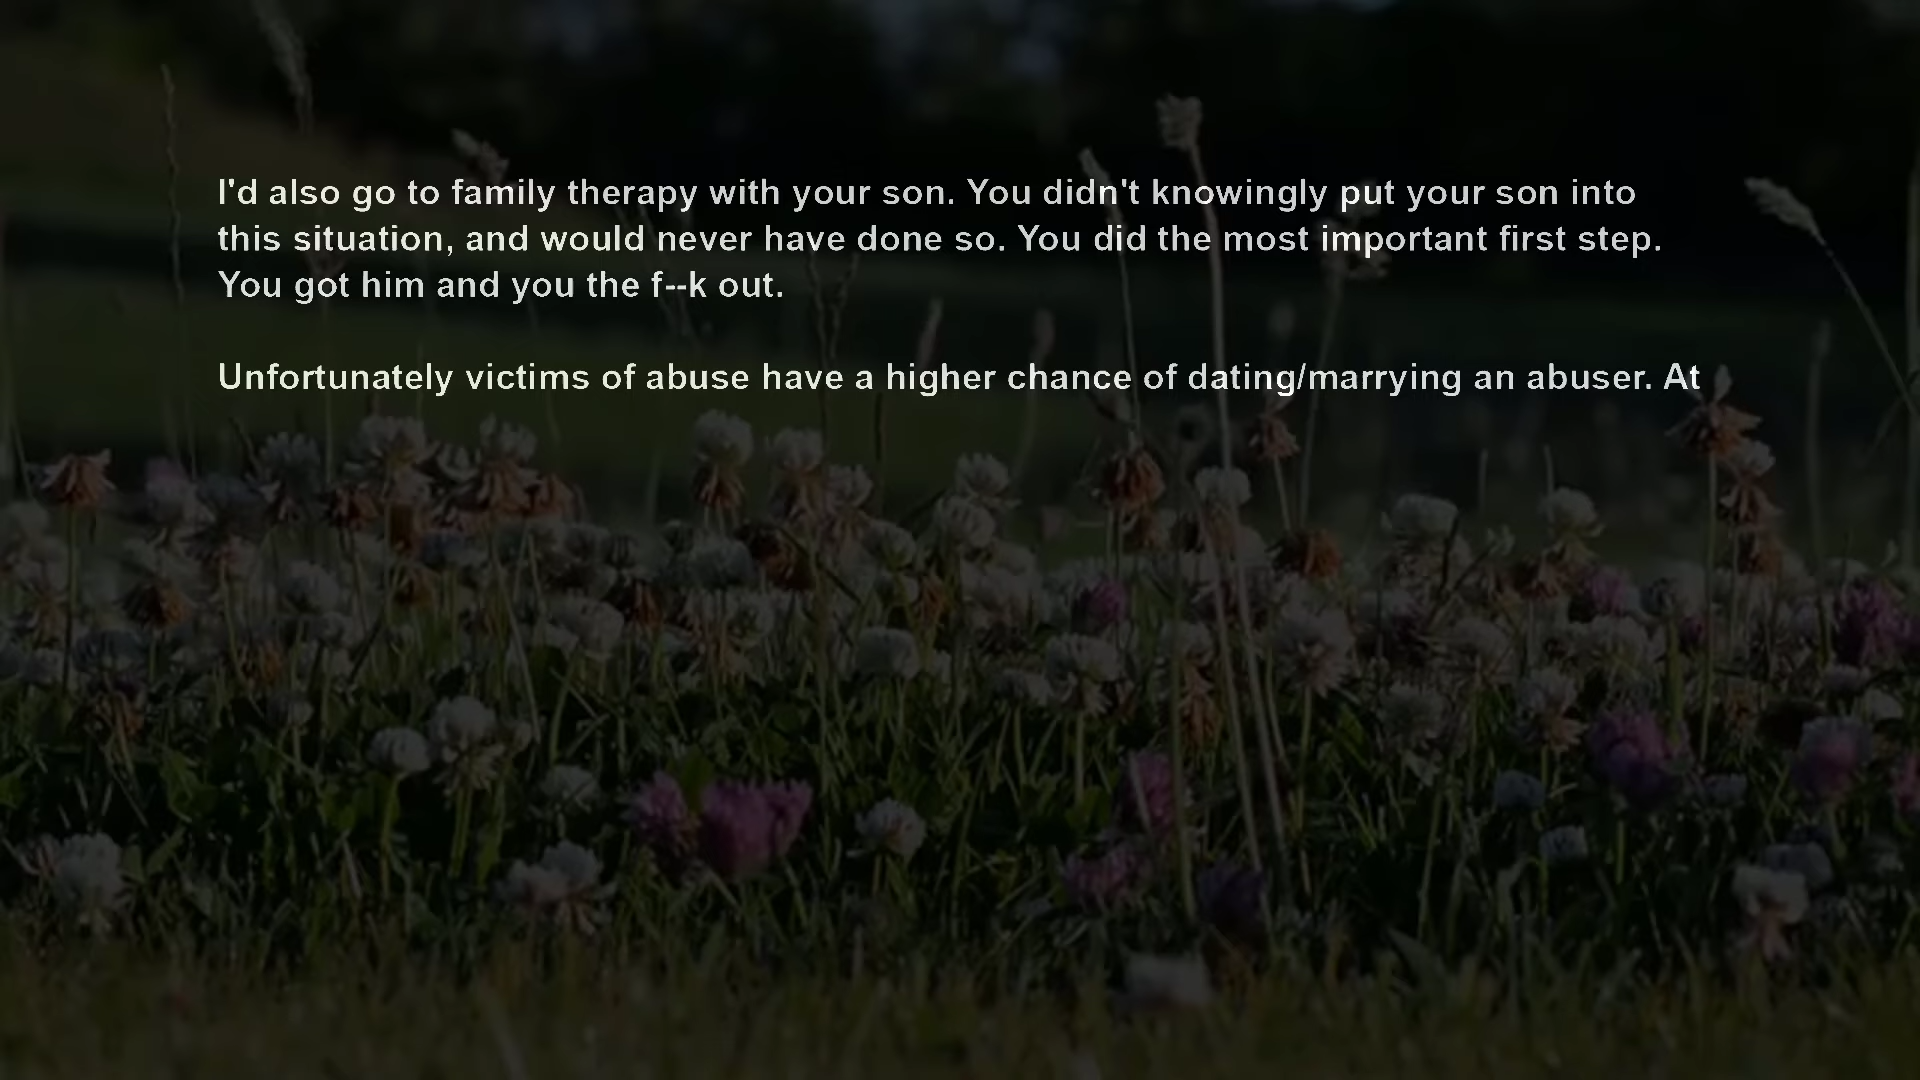 I'd also go to family therapy with your son. You didn't knowingly put your son into
this situation, and would never have done so. You did the most important first step.
You got him and you the f--k out.
Unfortunately victims of abuse have a higher chance of dating/marrying an abuser. At